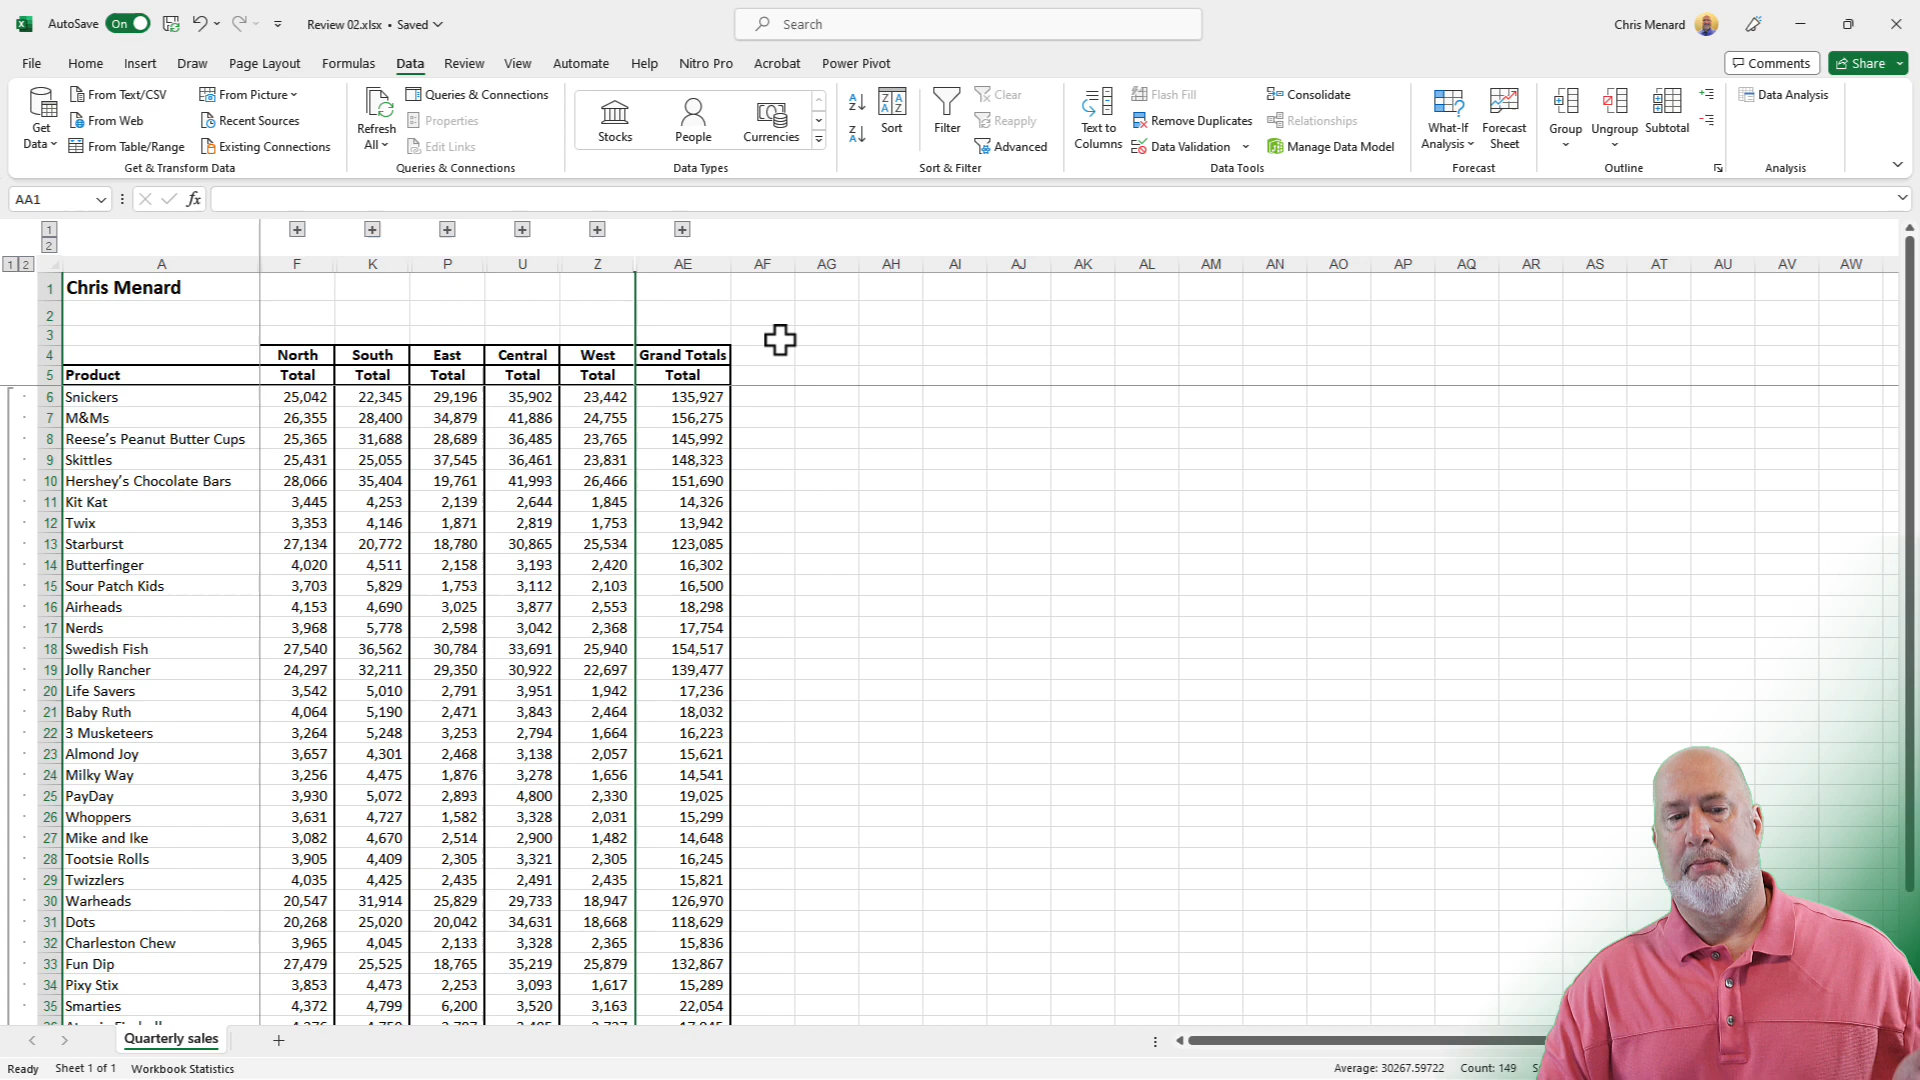 AutoSave On Review 02.xlsx • Saved Search Chris Menard
File Home Insert Draw Page Layout Formulas Data Review View Automate Help Nitro Pro Acrobat Power Pivot Comments Share
Get Data
From Text/CSV
From Web
From Table/Range
From Picture
Recent Sources
Existing Connections
Get & Transform Data
Refresh All
Queries & Connections
Properties
Edit Links
Queries & Connections
Stocks People Currencies
Data Types
Sort
Filter
Clear
Reapply
Advanced
Sort & Filter
Text to Columns
Flash Fill
Remove Duplicates
Data Validation
Consolidate
Relationships
Manage Data Model
Data Tools
What-If Analysis
Forecast Sheet
Forecast
Group
Ungroup
Subtotal
Outline
Data Analysis
Analysis
AA1 fx
1
2
1 2 A F K P U Z AE AF AG AH AI AJ AK AL AM AN AO AP AQ AR AS AT AU AV AW
1 Chris Menard
2
3
4 North South East Central West Grand Totals
5 Product Total Total Total Total Total Total
6 Snickers 25,042 22,345 29,196 35,902 23,442 135,927
7 M&Ms 26,355 28,400 34,879 41,886 24,755 156,275
8 Reese’s Peanut Butter Cups 25,365 31,688 28,689 36,485 23,765 145,992
9 Skittles 25,431 25,055 37,545 36,461 23,831 148,323
10 Hershey’s Chocolate Bars 28,066 35,404 19,761 41,993 26,466 151,690
11 Kit Kat 3,445 4,253 2,139 2,644 1,845 14,326
12 Twix 3,353 4,146 1,871 2,819 1,753 13,942
13 Starburst 27,134 20,772 18,780 30,865 25,534 123,085
14 Butterfinger 4,020 4,511 2,158 3,193 2,420 16,302
15 Sour Patch Kids 3,703 5,829 1,753 3,112 2,103 16,500
16 Airheads 4,153 4,690 3,025 3,877 2,553 18,298
17 Nerds 3,968 5,778 2,598 3,042 2,368 17,754
18 Swedish Fish 27,540 36,562 30,784 33,691 25,940 154,517
19 Jolly Rancher 24,297 32,211 29,350 30,922 22,697 139,477
20 Life Savers 3,542 5,010 2,791 3,951 1,942 17,236
21 Baby Ruth 4,064 5,190 2,471 3,843 2,464 18,032
22 3 Musketeers 3,264 5,248 3,253 2,794 1,664 16,223
23 Almond Joy 3,657 4,301 2,468 3,138 2,057 15,621
24 Milky Way 3,256 4,475 1,876 3,278 1,656 14,541
25 PayDay 3,930 5,072 2,893 4,800 2,330 19,025
26 Whoppers 3,631 4,727 1,582 3,328 2,031 15,299
27 Mike and Ike 3,082 4,670 2,514 2,900 1,482 14,648
28 Tootsie Rolls 3,905 4,409 2,305 3,321 2,305 16,245
29 Twizzlers 4,035 4,425 2,435 2,491 2,435 15,821
30 Warheads 20,547 31,914 25,829 29,733 18,947 126,970
31 Dots 20,268 25,020 20,042 34,631 18,668 118,629
32 Charleston Chew 3,965 4,045 2,133 3,328 2,365 15,836
33 Fun Dip 27,479 25,525 18,765 35,219 25,879 132,867
34 Pixy Stix 3,853 4,473 2,253 3,093 1,617 15,289
35 Smarties 4,372 4,799 6,200 3,520 3,163 22,054
Quarterly sales
Ready Sheet 1 of 1 Workbook Statistics Average: 30267.59722 Count: 149